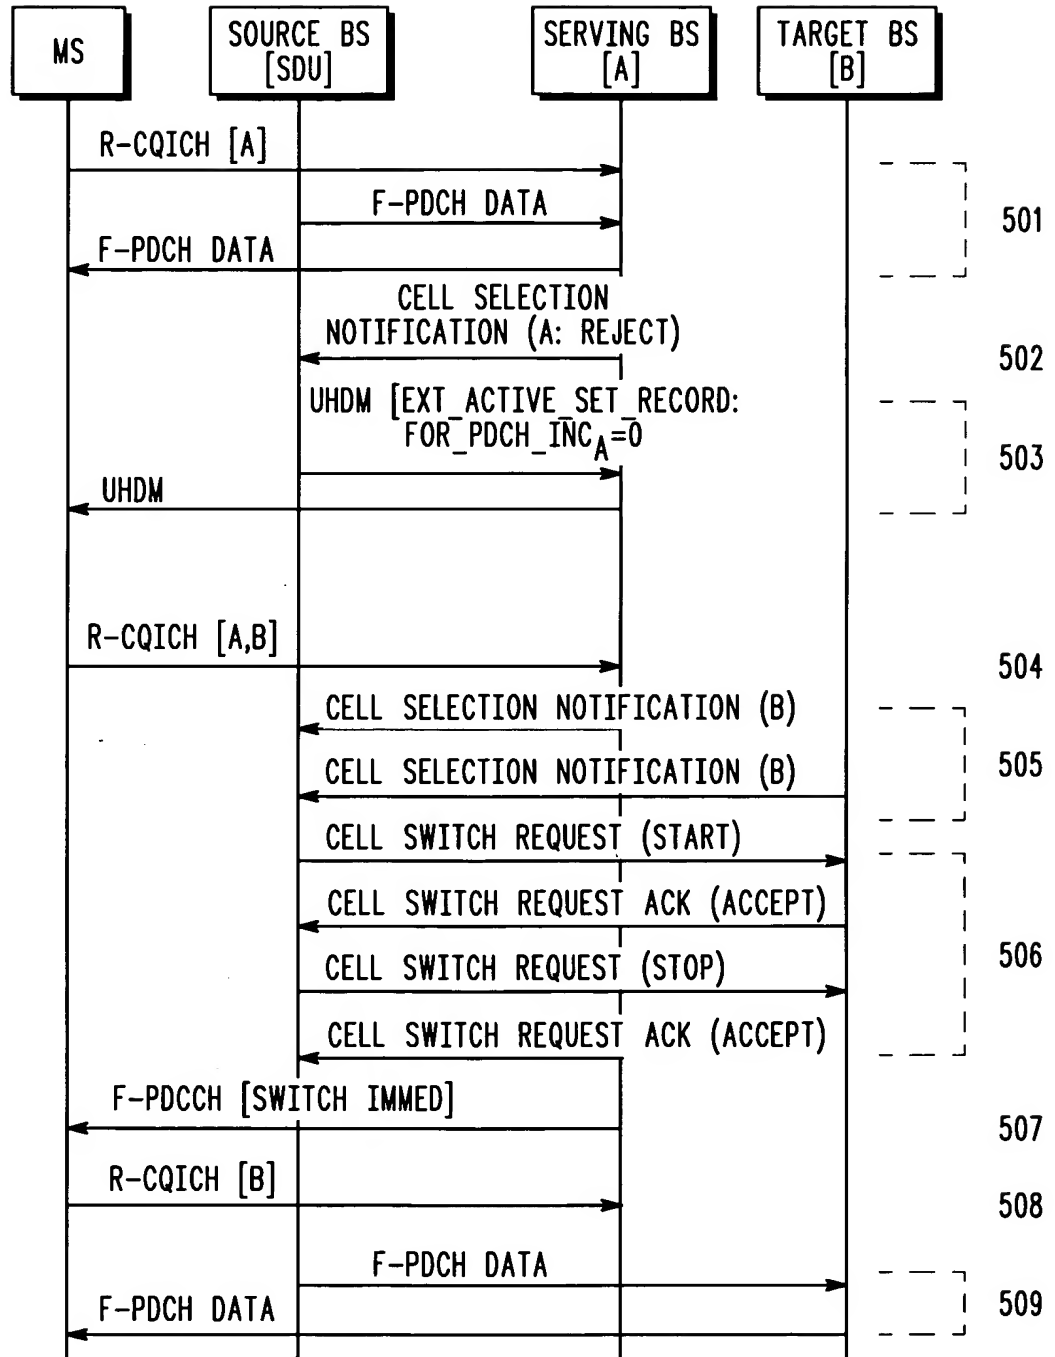 MS
SOURCE BS
[SDU]
SERVING BS
[A]
TARGET BS
[B]
R-CQICH [A]
F-PDCH DATA
501
F-PDCH DATA
CELL SELECTION
NOTIFICATION (A: REJECT)
502
UHDM [EXT_ACTIVE_SET_RECORD:
FOR_PDCH_INCA=0
503
UHDM
R-CQICH [A,B]
504
CELL SELECTION NOTIFICATION (B)
505
CELL SELECTION NOTIFICATION (B)
CELL SWITCH REQUEST (START)
CELL SWITCH REQUEST ACK (ACCEPT)
506
CELL SWITCH REQUEST (STOP)
CELL SWITCH REQUEST ACK (ACCEPT)
F-PDCCH [SWITCH IMMED]
507
R-CQICH [B]
508
F-PDCH DATA
509
F-PDCH DATA